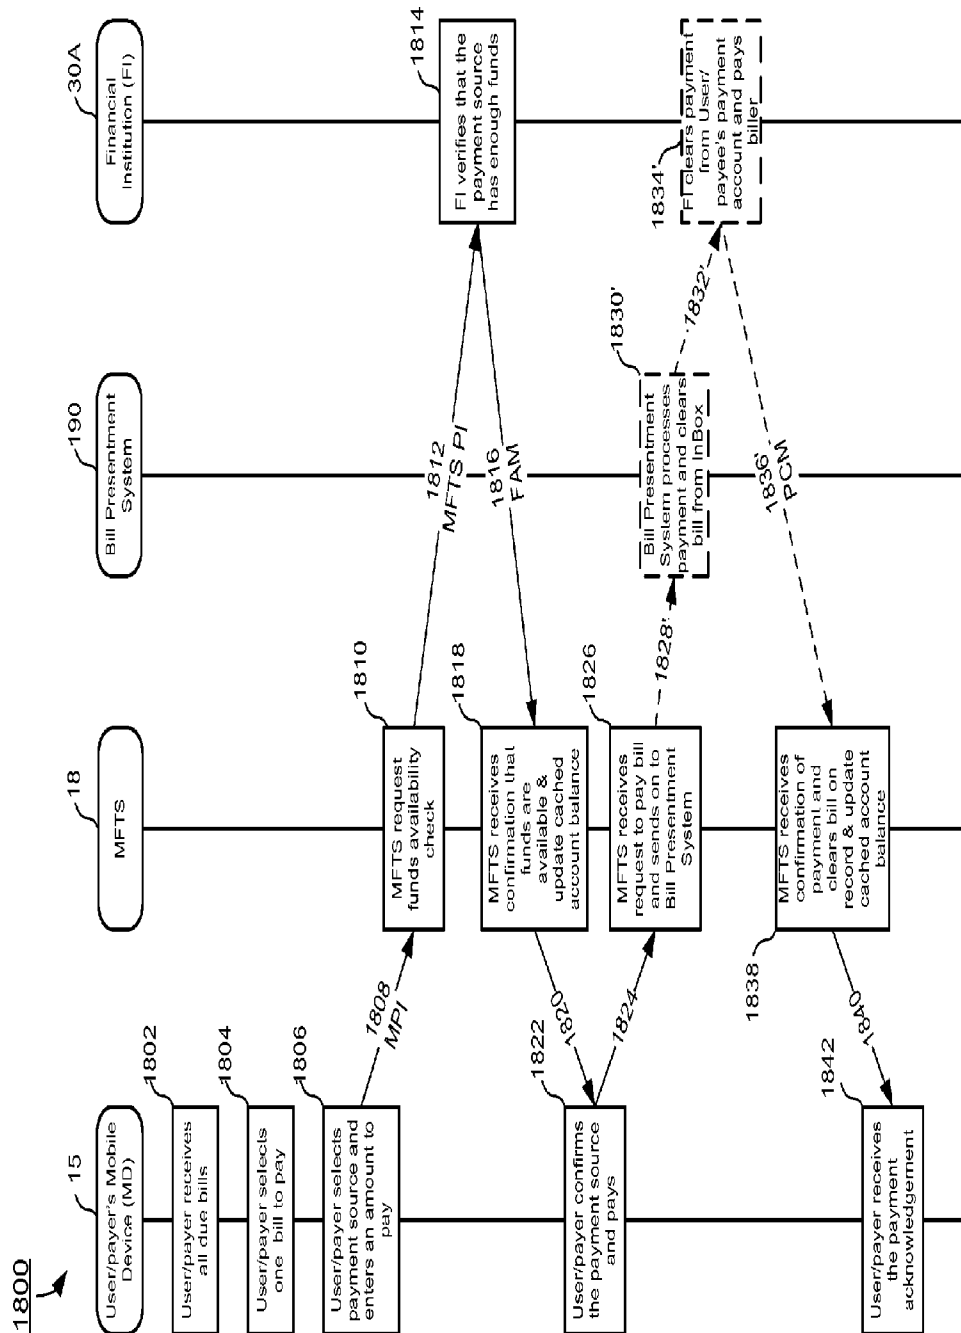 1800
15
User/payer's Mobile
Device (MD)
18
MFTS
190
Bill Presentment
System
30A
Financial
Institution (FI)
1802
User/payer receives
all due bills
1804
User/payer selects
one bill to pay
1806
User/payer selects
payment source and
enters an amount to
pay
1808
MPI
1810
MFTS request
funds availability
check
1812
MFTS PI
1814
FI verifies that the
payment source
has enough funds
1816
FAM
1818
MFTS receives
confirmation that
funds are
available &
update cached
account balance
1820
1822
User/payer confirms
the payment source
and pays
1824
1826
MFTS receives
request to pay bill
and sends on to
Bill Presentment
System
1828'
1830'
Bill Presentment
System processes
payment and clears
bill from InBox
1832'
1834'
FI clears payment
from User/
payee's payment
account and pays
biller
1836'
PCM
1838
MFTS receives
confirmation of
payment and
clears bill on
record & update
cached account
balance
1840
1842
User/payer receives
the payment
acknowledgement